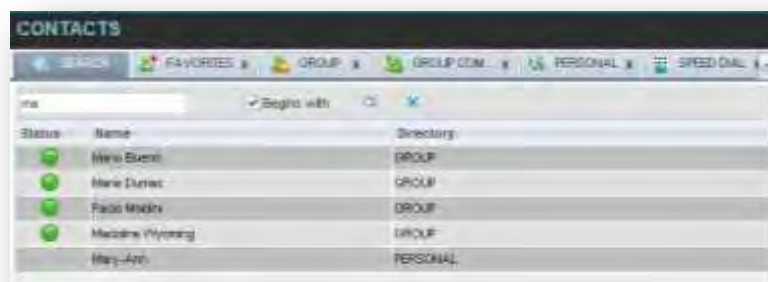 CONTACTS
SEARCH FAVORITES x GROUP x GROUP COM... x PERSONAL x SPEED DIAL x
ma Begins with
Status Name Directory
Mario Bueno GROUP
Marie Dumas GROUP
Paolo Maldini GROUP
Madeline Wyoming GROUP
Mary-Ann PERSONAL